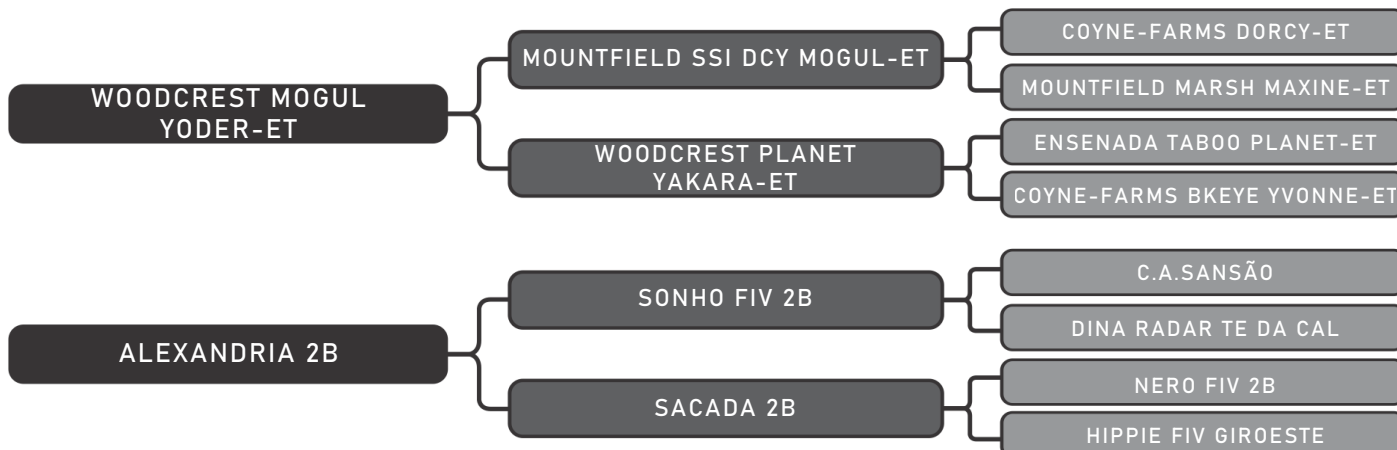 WOODCREST MOGUL
YODER-ET
MOUNTFIELD SSI DCY MOGUL-ET
COYNE-FARMS DORCY-ET
MOUNTFIELD MARSH MAXINE-ET
WOODCREST PLANET
YAKARA-ET
ENSENADA TABOO PLANET-ET
COYNE-FARMS BKEYE YVONNE-ET
ALEXANDRIA 2B
SONHO FIV 2B
C.A.SANSÃO
DINA RADAR TE DA CAL
SACADA 2B
NERO FIV 2B
HIPPIE FIV GIROESTE